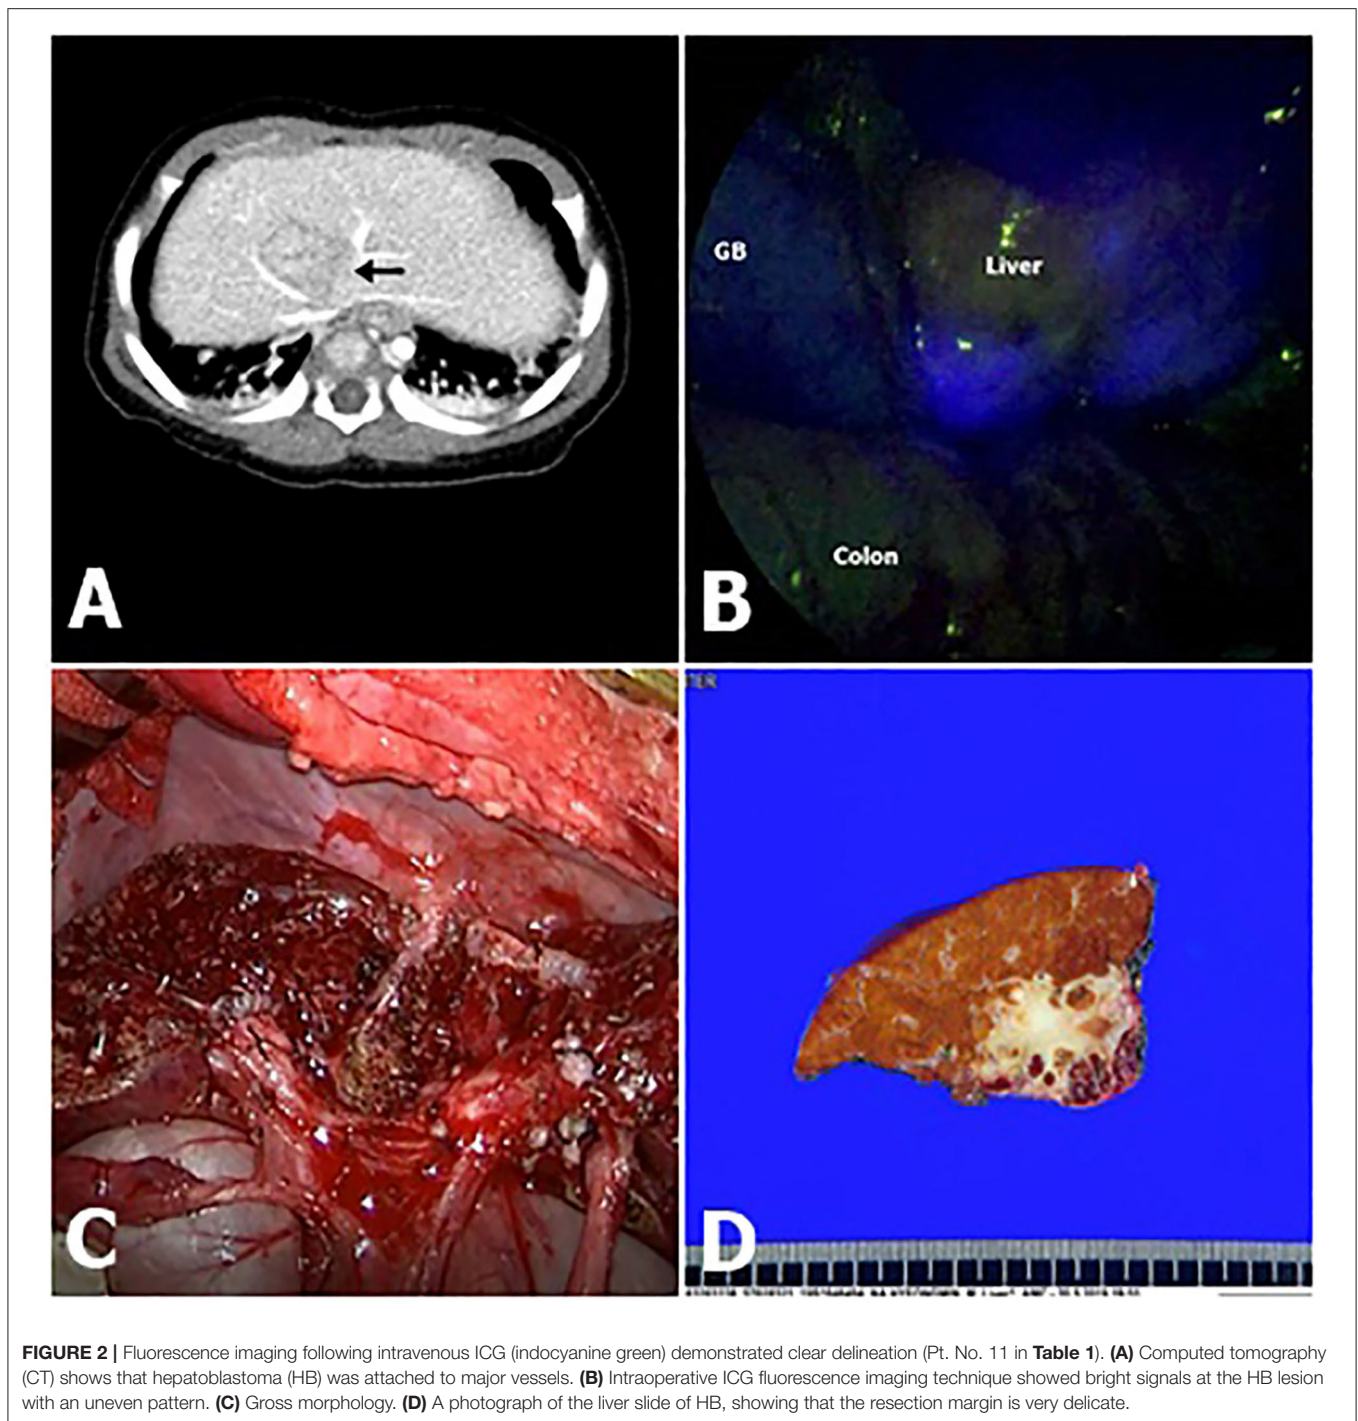 GB
Liver
Colon
A
B
C
D
FIGURE 2 | Fluorescence imaging following intravenous ICG (indocyanine green) demonstrated clear delineation (Pt. No. 11 in Table 1). (A) Computed tomography
(CT) shows that hepatoblastoma (HB) was attached to major vessels. (B) Intraoperative ICG fluorescence imaging technique showed bright signals at the HB lesion
with an uneven pattern. (C) Gross morphology. (D) A photograph of the liver slide of HB, showing that the resection margin is very delicate.